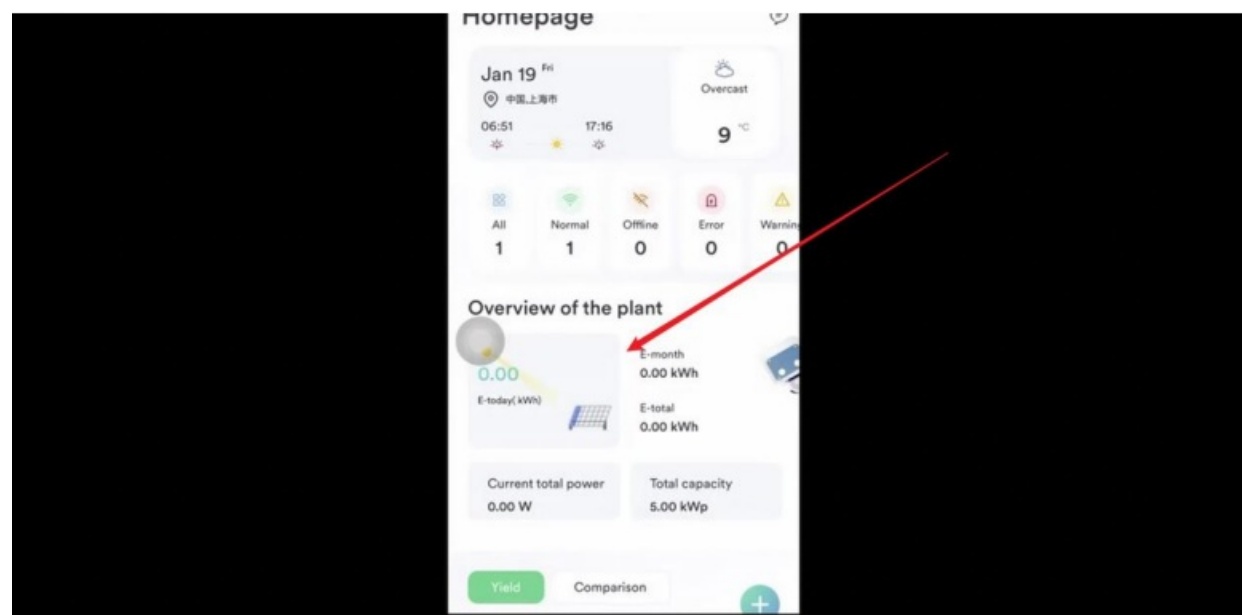 Homepage
Jan 19 Fri
中国,上海市
06:51 17:16
Overcast
9 °C
All Normal Offline Error Warning
1 1 0 0 0
Overview of the plant
0.00
E-today( kWh)
E-month
0.00 kWh
E-total
0.00 kWh
Current total power
0.00 W
Total capacity
5.00 kWp
Yield Comparison
+